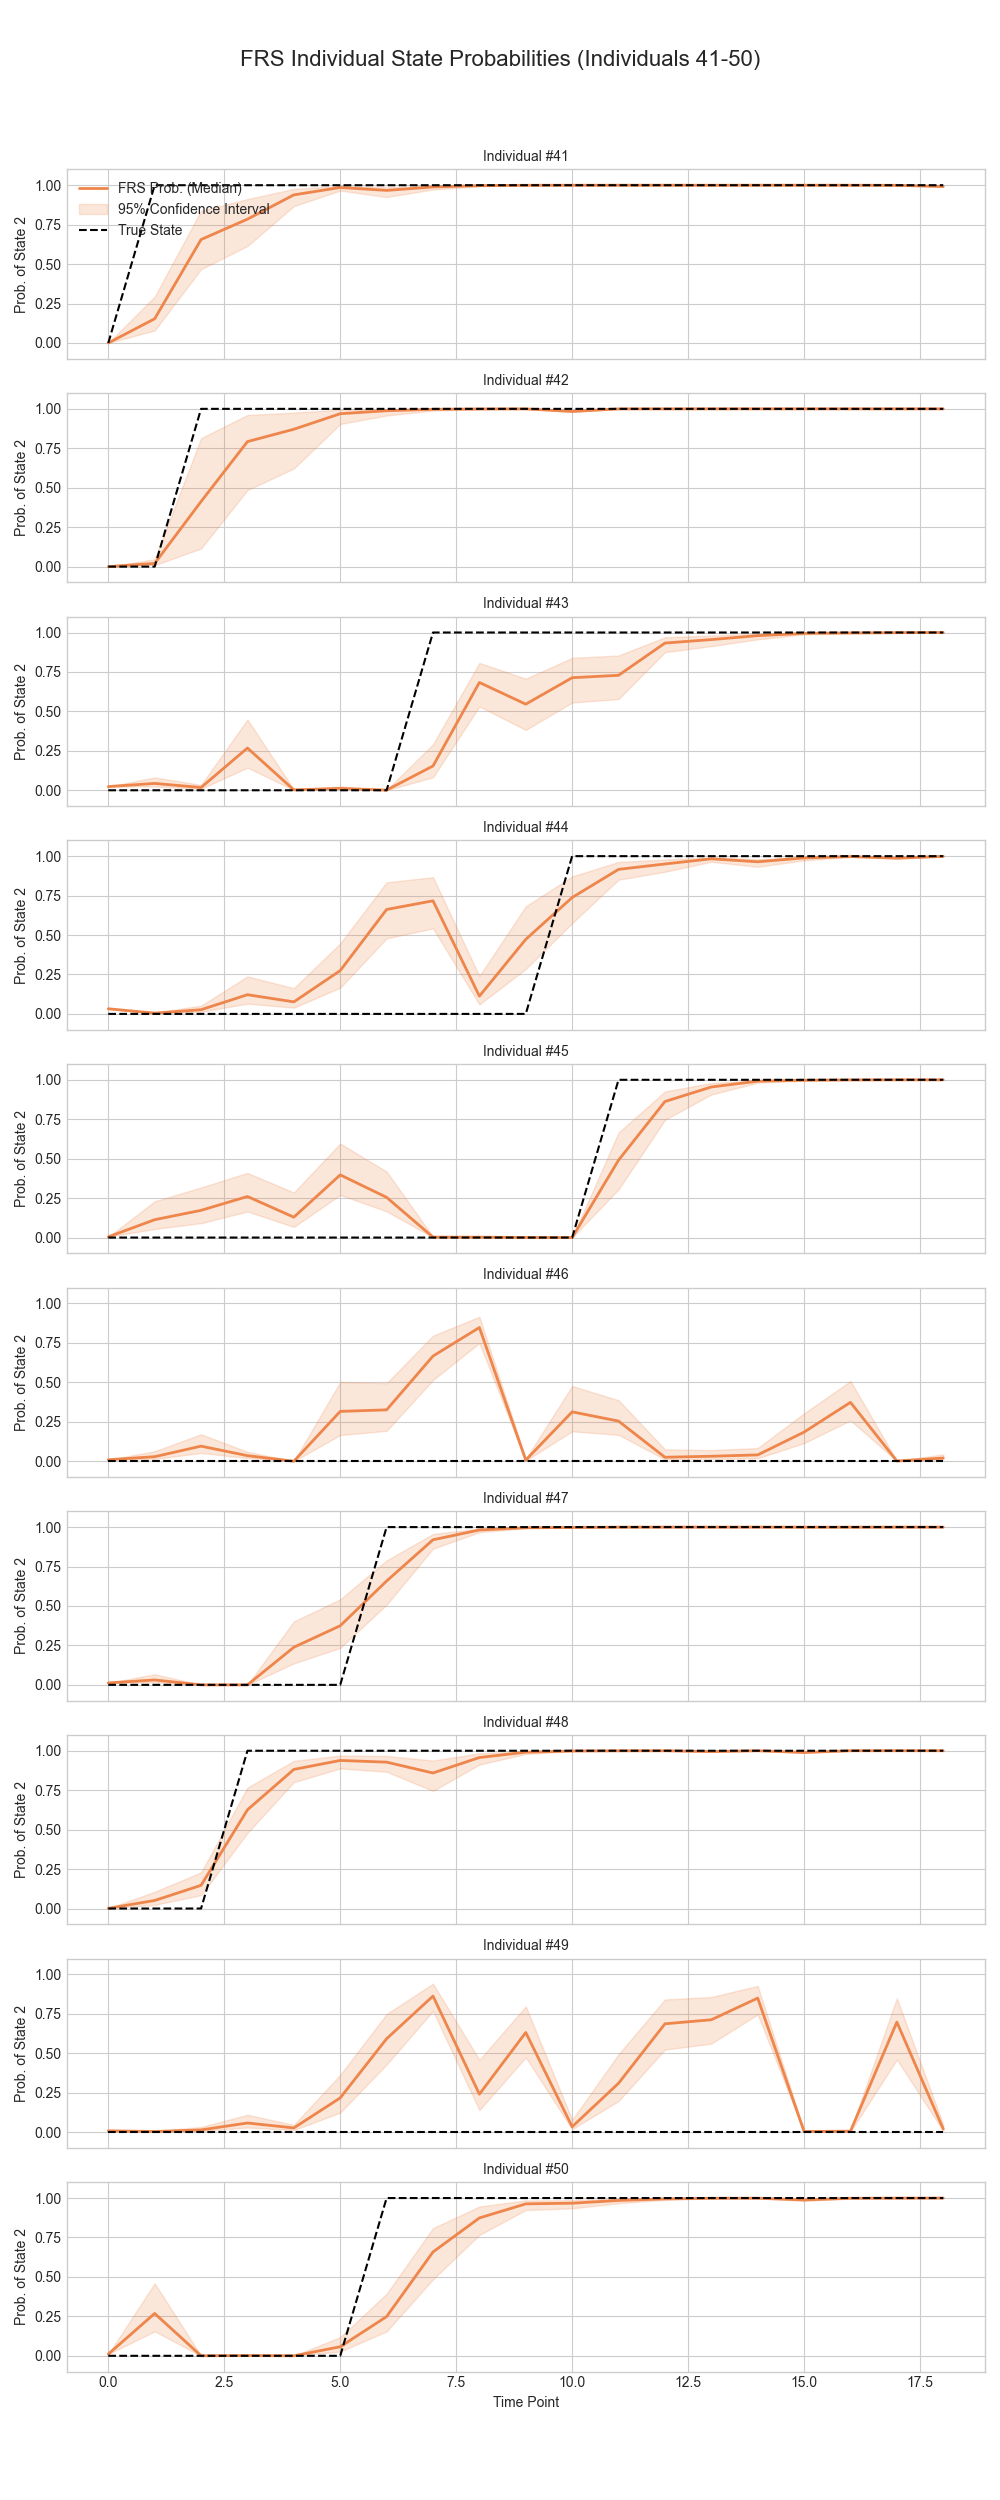 FRS Individual State Probabilities (Individuals 41-50)
Individual #41
FRS Prob. (Median)
95% Confidence Interval
True State
1.00
0.75
0.50
0.25
0.00
Prob. of State 2
Individual #42
1.00
0.75
0.50
0.25
0.00
Prob. of State 2
Individual #43
1.00
0.75
0.50
0.25
0.00
Prob. of State 2
Individual #44
1.00
0.75
0.50
0.25
0.00
Prob. of State 2
Individual #45
1.00
0.75
0.50
0.25
0.00
Prob. of State 2
Individual #46
1.00
0.75
0.50
0.25
0.00
Prob. of State 2
Individual #47
1.00
0.75
0.50
0.25
0.00
Prob. of State 2
Individual #48
1.00
0.75
0.50
0.25
0.00
Prob. of State 2
Individual #49
1.00
0.75
0.50
0.25
0.00
Prob. of State 2
Individual #50
1.00
0.75
0.50
0.25
0.00
Prob. of State 2
0.0 2.5 5.0 7.5 10.0 12.5 15.0 17.5
Time Point